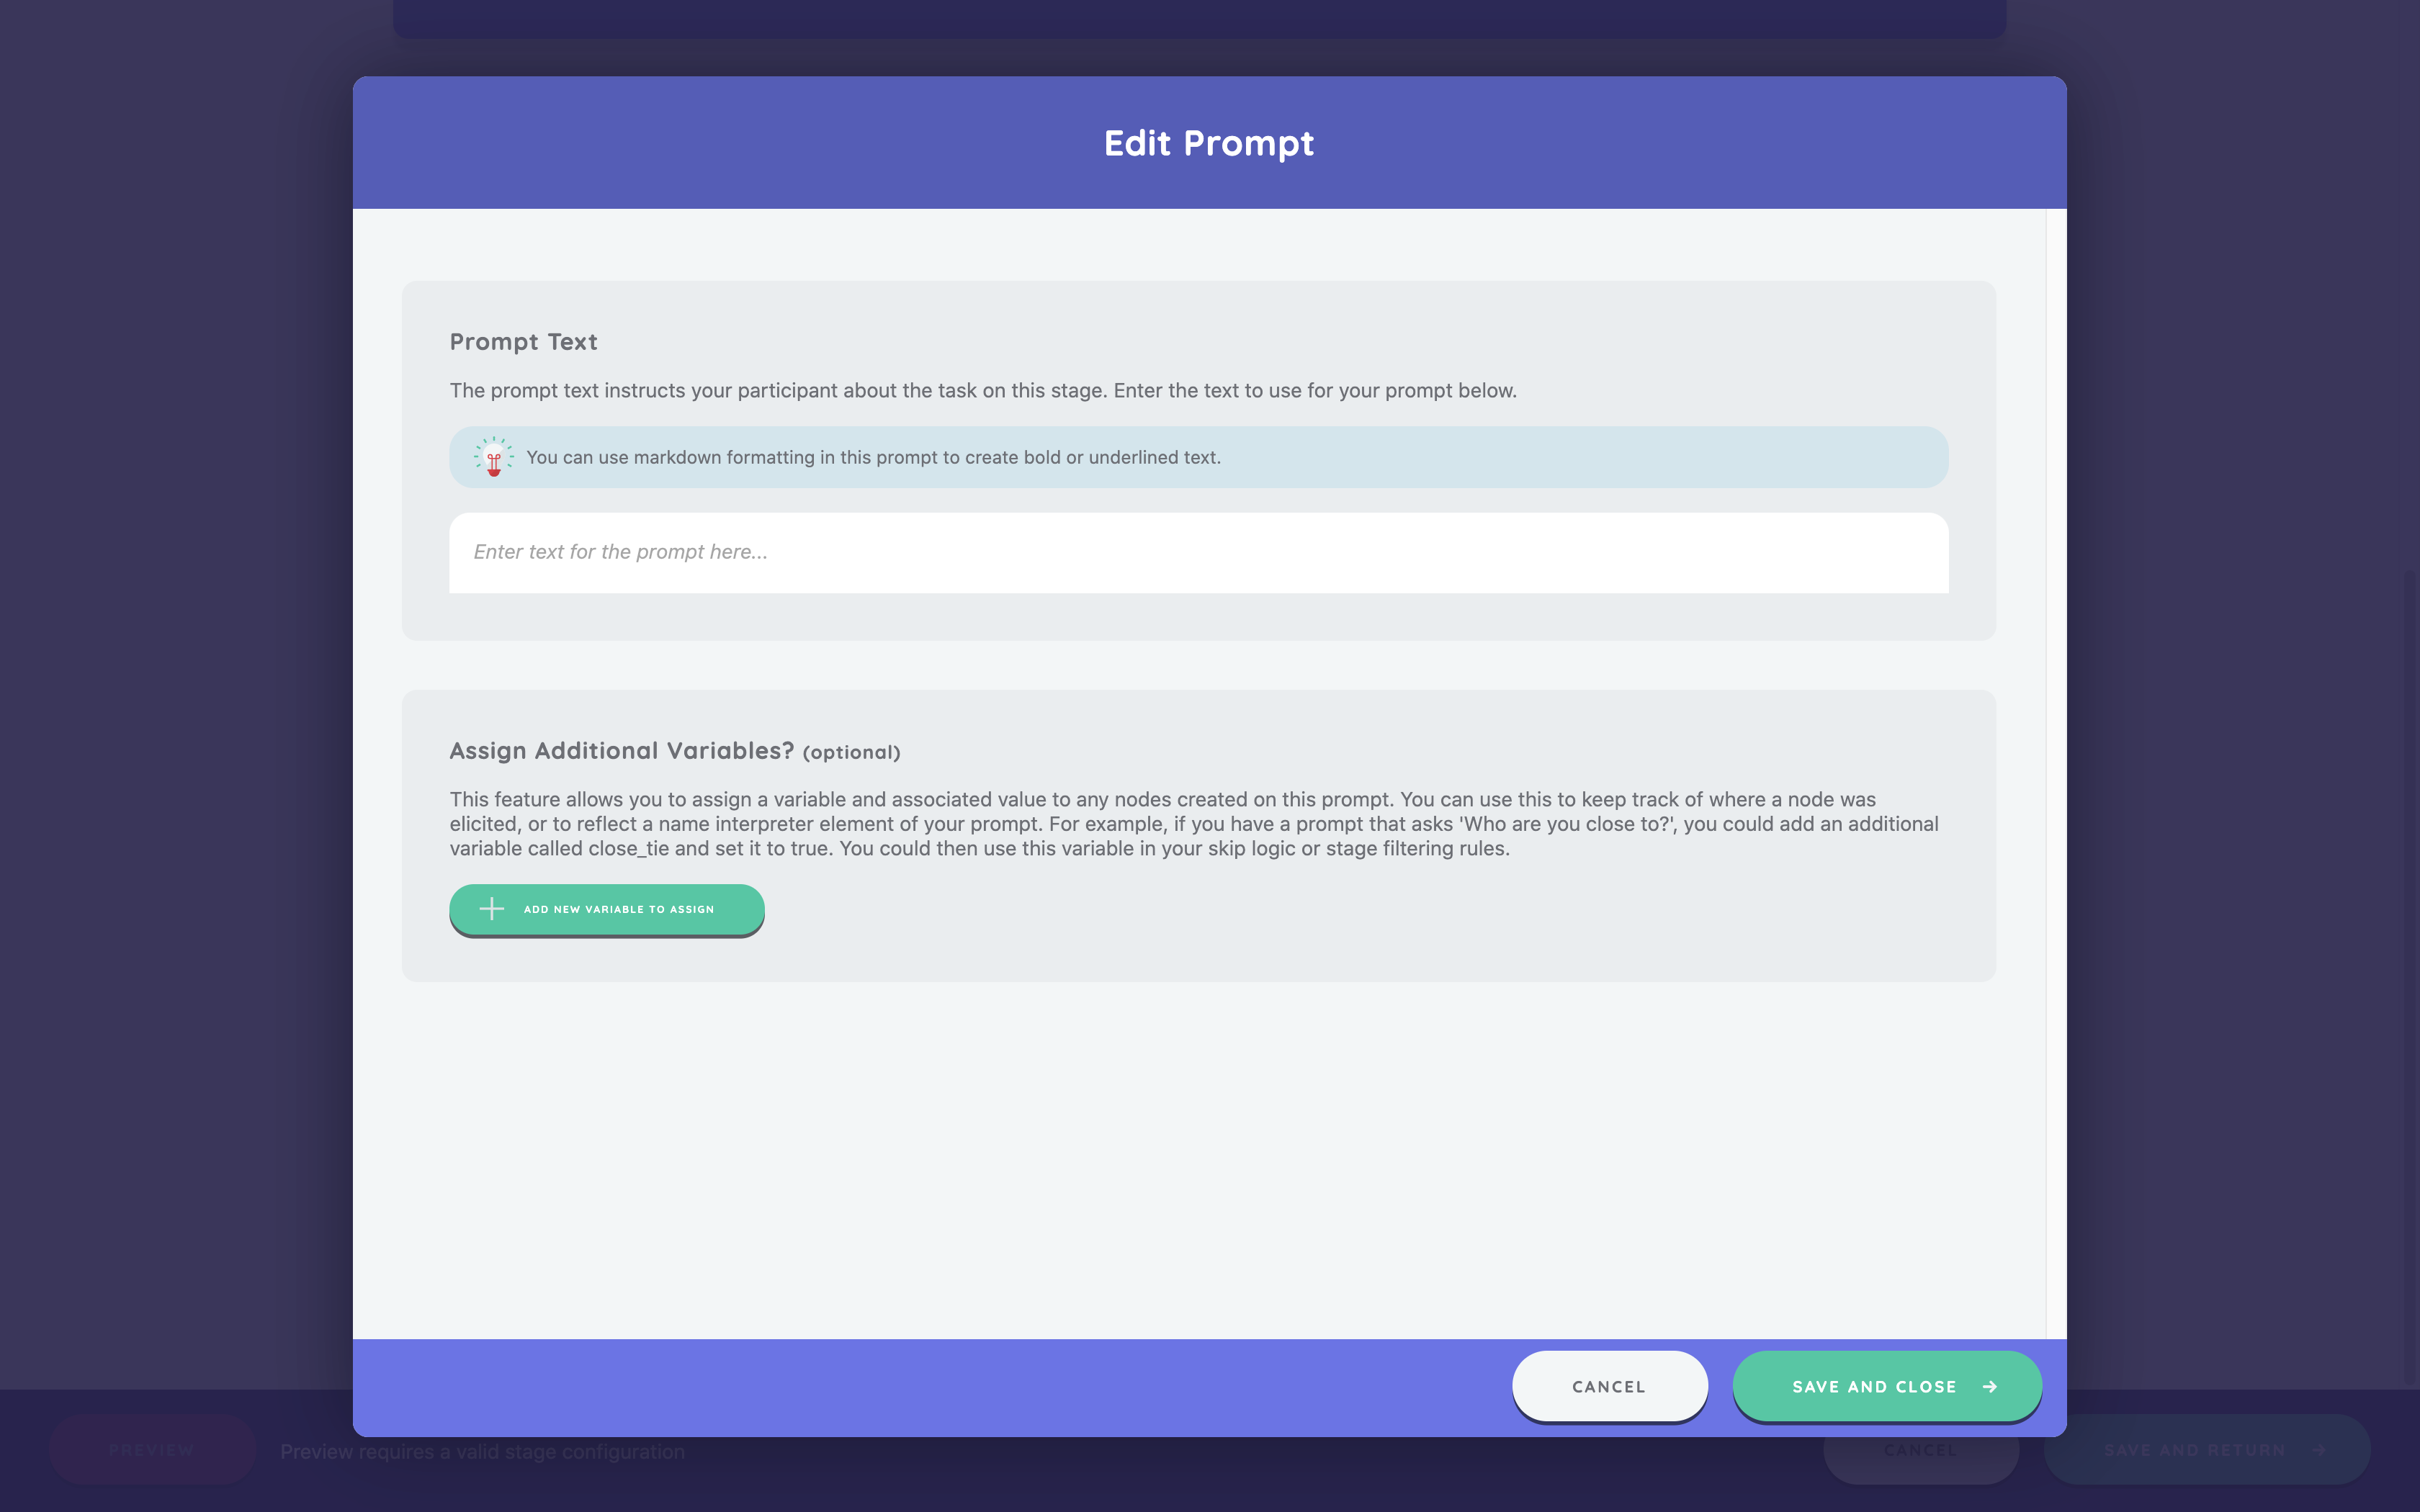 Edit Prompt
Prompt Text
The prompt text instructs your participant about the task on this stage. Enter the text to use for your prompt below.
You can use markdown formatting in this prompt to create bold or underlined text.
Enter text for the prompt here...
Assign Additional Variables? (optional)
This feature allows you to assign a variable and associated value to any nodes created on this prompt. You can use this to keep track of where a node was
elicited, or to reflect a name interpreter element of your prompt. For example, if you have a prompt that asks 'Who are you close to?', you could add an additional
variable called close_tie and set it to true. You could then use this variable in your skip logic or stage filtering rules.
ADD NEW VARIABLE TO ASSIGN
CANCEL
SAVE AND CLOSE
PREVIEW
Preview requires a valid stage configuration
CANCEL
SAVE AND RETURN